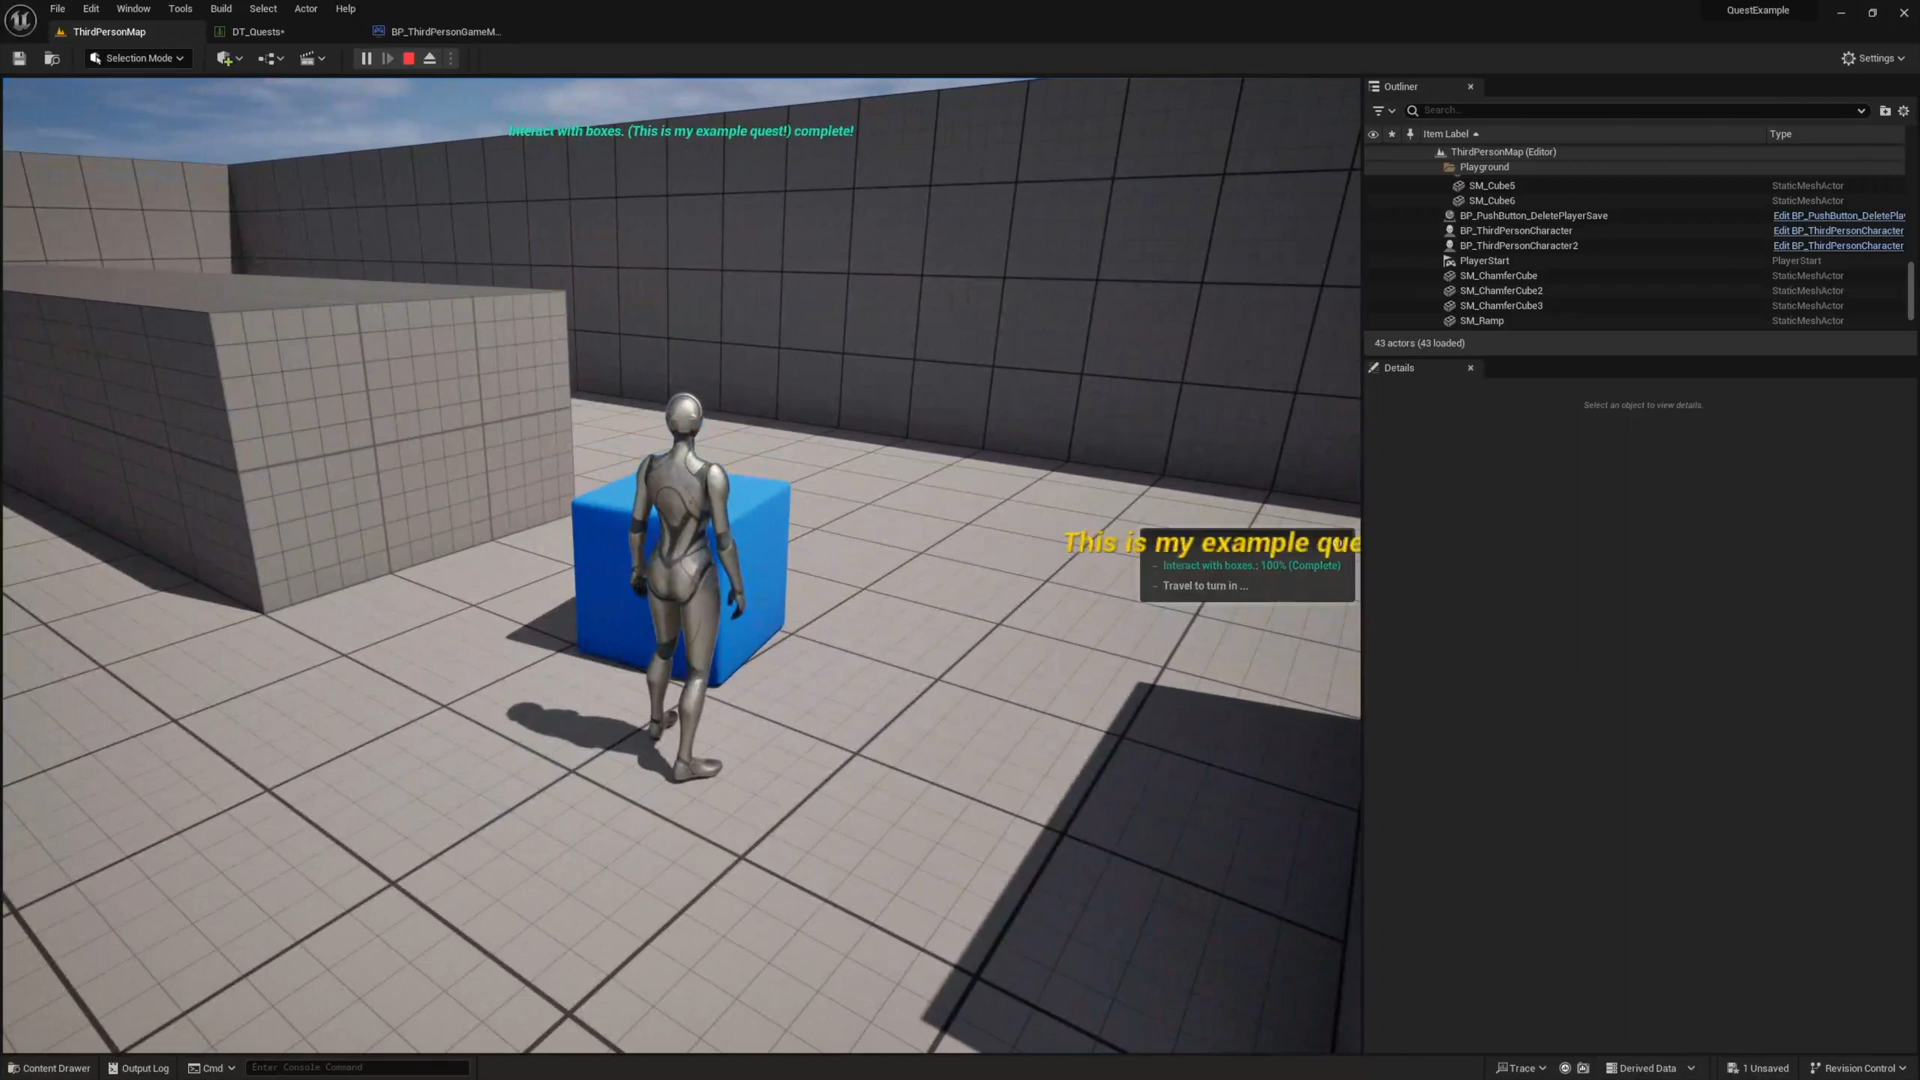 File Edit Window Tools Build Select Actor Help
QuestExample
ThirdPersonMap
DT_Quests*
BP_ThirdPersonGameM...
Selection Mode
Settings
Interact with boxes. (This is my example quest!) complete!
This is my example que
Interact with boxes.: 100% (Complete)
Travel to turn in ...
Outliner
Search...
Item Label Type
ThirdPersonMap (Editor)
Playground
SM_Cube5 StaticMeshActor
SM_Cube6 StaticMeshActor
BP_PushButton_DeletePlayerSave Edit BP_PushButton_DeletePla
BP_ThirdPersonCharacter Edit BP_ThirdPersonCharacter
BP_ThirdPersonCharacter2 Edit BP_ThirdPersonCharacter
PlayerStart PlayerStart
SM_ChamferCube StaticMeshActor
SM_ChamferCube2 StaticMeshActor
SM_ChamferCube3 StaticMeshActor
SM_Ramp StaticMeshActor
43 actors (43 loaded)
Details
Select an object to view details.
Content Drawer
Output Log
Cmd
Enter Console Command
Trace
Derived Data
1 Unsaved
Revision Control